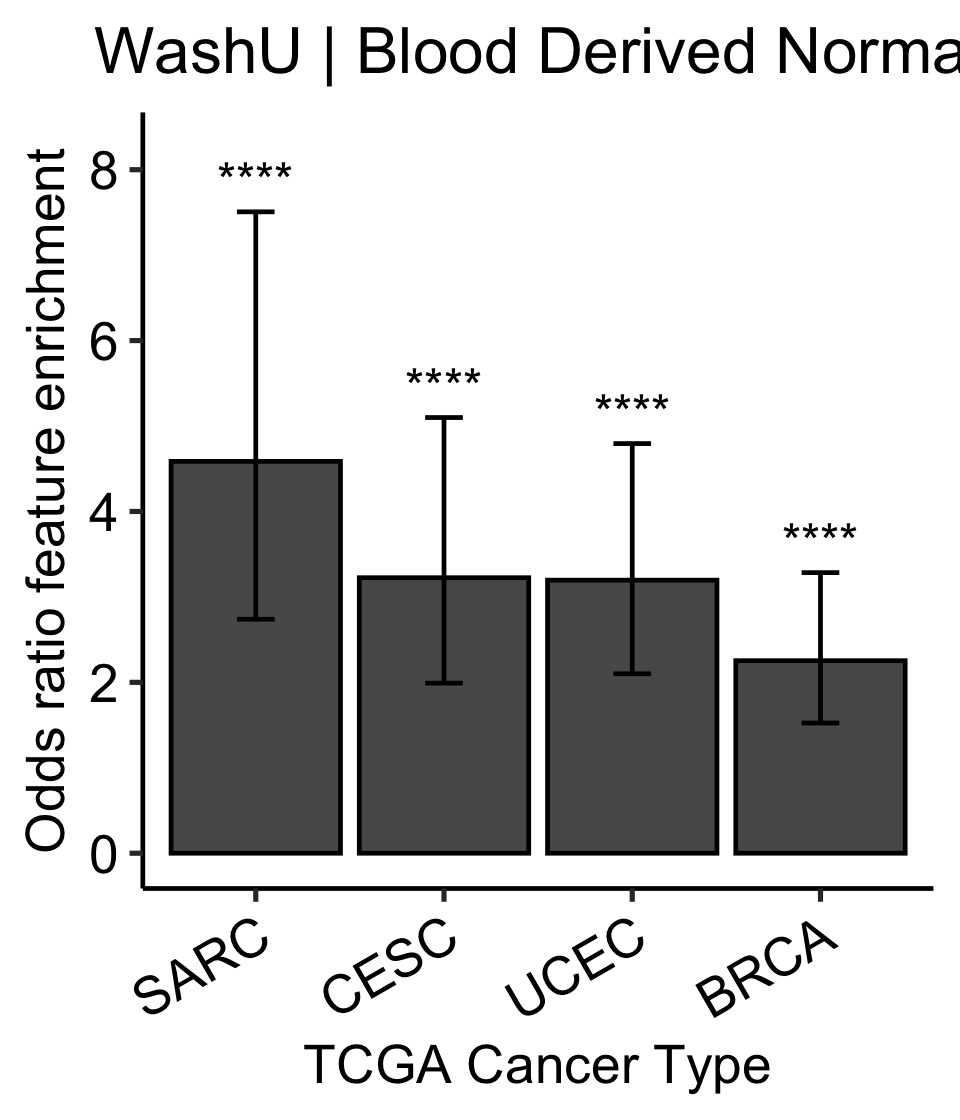 WashU | Blood Derived Norma
Odds ratio feature enrichment
8
6
4
2
0
****
****
****
****
SARC
CESC
UCEC
BRCA
TCGA Cancer Type